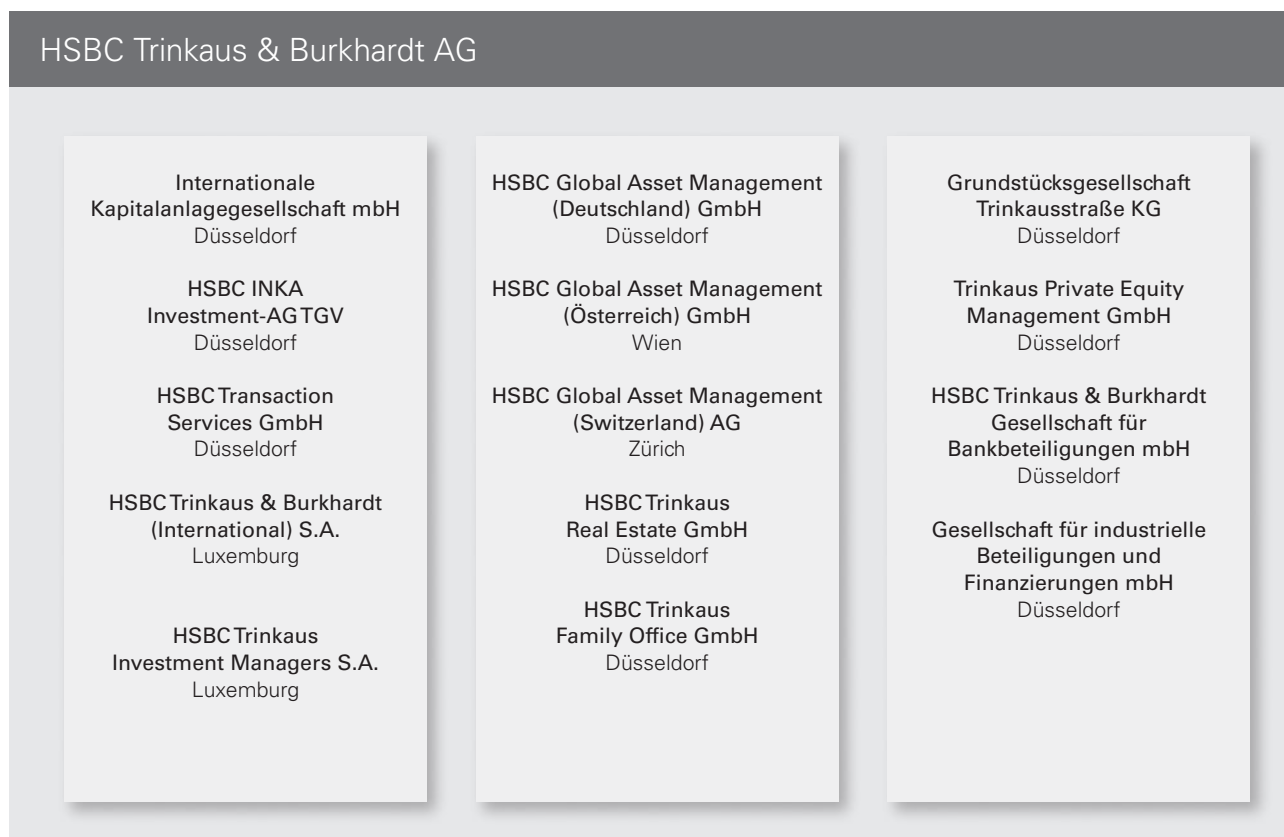 HSBC Trinkaus & Burkhardt AG
Internationale
Kapitalanlagegesellschaft mbH
Düsseldorf
HSBC INKA
Investment-AG TGV
Düsseldorf
HSBC Transaction
Services GmbH
Düsseldorf
HSBC Trinkaus & Burkhardt
(International) S.A.
Luxemburg
HSBC Trinkaus
Investment Managers S.A.
Luxemburg
HSBC Global Asset Management
(Deutschland) GmbH
Düsseldorf
HSBC Global Asset Management
(Österreich) GmbH
Wien
HSBC Global Asset Management
(Switzerland) AG
Zürich
HSBC Trinkaus
Real Estate GmbH
Düsseldorf
HSBC Trinkaus
Family Office GmbH
Düsseldorf
Grundstücksgesellschaft
Trinkausstraße KG
Düsseldorf
Trinkaus Private Equity
Management GmbH
Düsseldorf
HSBC Trinkaus & Burkhardt
Gesellschaft für
Bankbeteiligungen mbH
Düsseldorf
Gesellschaft für industrielle
Beteiligungen und
Finanzierungen mbH
Düsseldorf